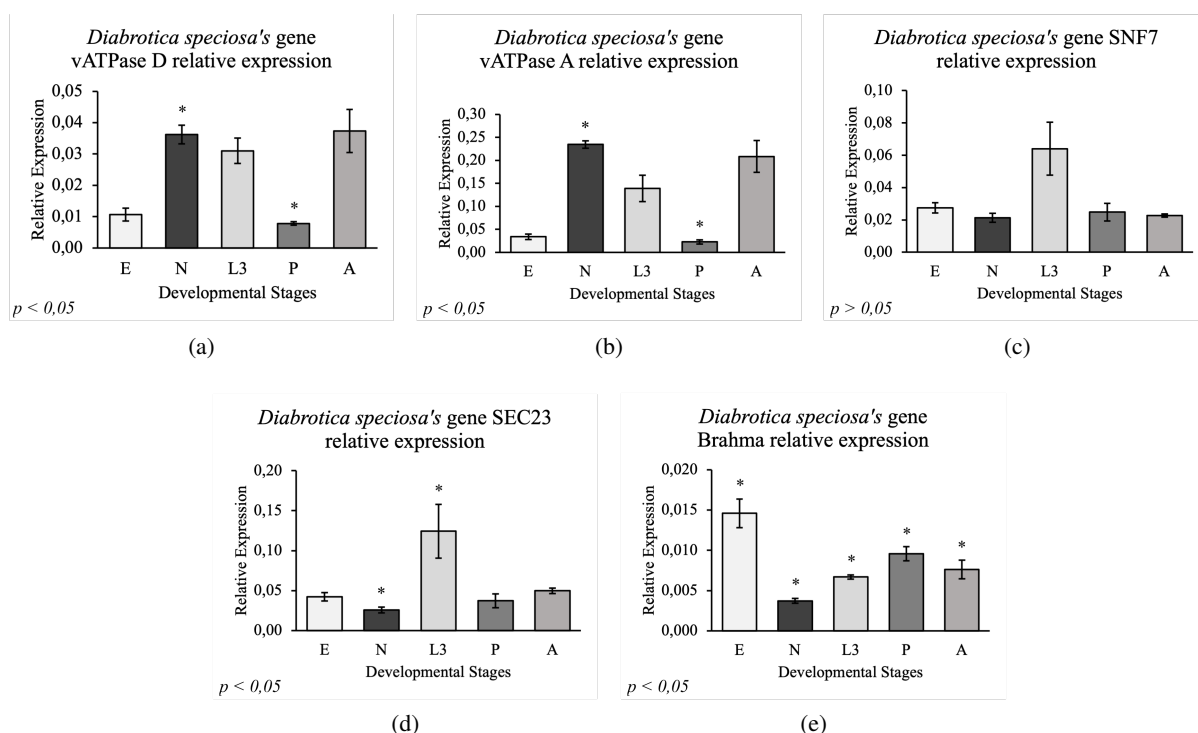 Diabrotica speciosa's gene
vATPase D relative expression
0,05
0,04
0,03
0,02
0,01
0,00
Relative Expression
*
*
E N L3 P A
Developmental Stages
p < 0,05
(a)
Diabrotica speciosa's gene
vATPase A relative expression
0,30
0,25
0,20
0,15
0,10
0,05
0,00
Relative Expression
*
*
E N L3 P A
Developmental Stages
p < 0,05
(b)
Diabrotica speciosa's gene SNF7
relative expression
0,10
0,08
0,06
0,04
0,02
0,00
Relative Expression
E N L3 P A
Developmental Stages
p > 0,05
(c)
Diabrotica speciosa's gene SEC23
relative expression
0,20
0,15
0,10
0,05
0,00
Relative Expression
*
*
E N L3 P A
Developmental Stages
p < 0,05
(d)
Diabrotica speciosa's gene
Brahma relative expression
0,020
0,015
0,010
0,005
0,000
Relative Expression
*
*
*
*
*
E N L3 P A
Developmental Stages
p < 0,05
(e)